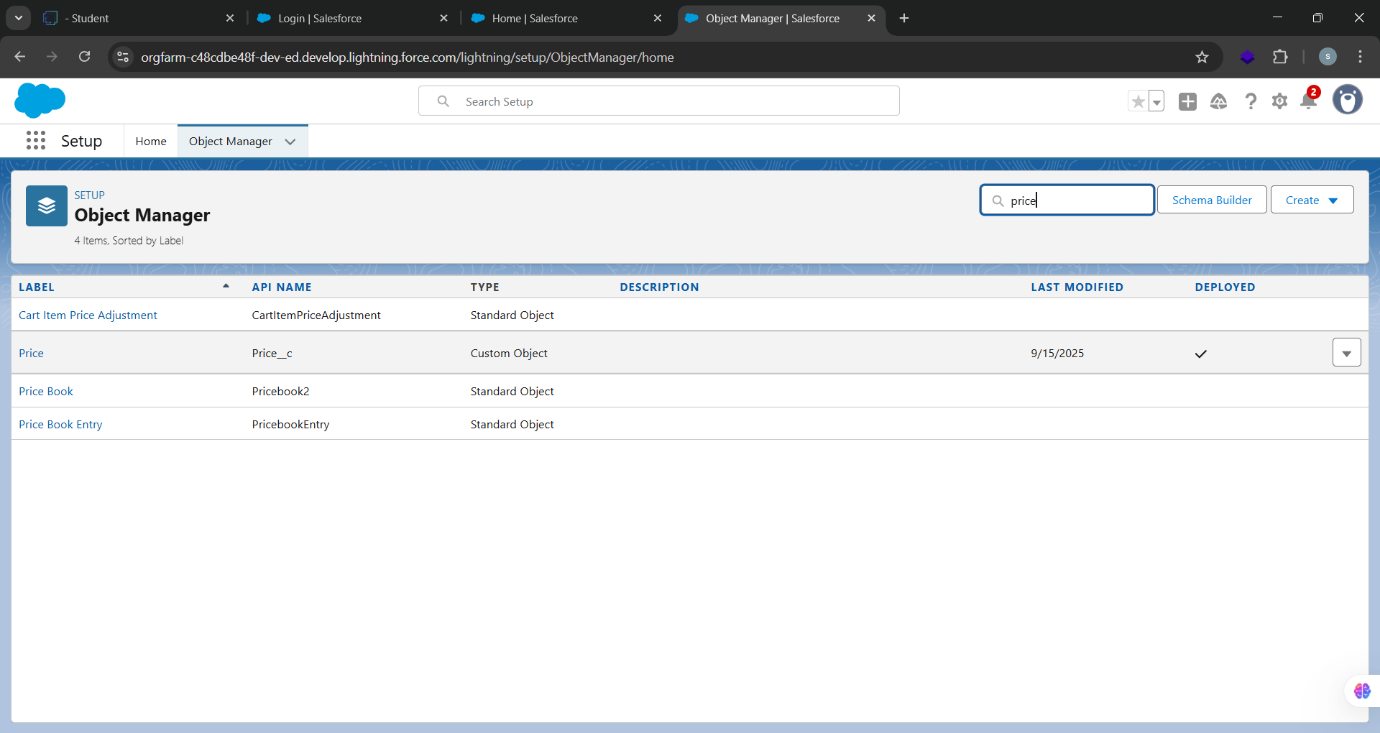 - Student
Login | Salesforce
Home | Salesforce
Object Manager | Salesforce
orgfarm-c48cdbe48f-dev-ed.develop.lightning.force.com/lightning/setup/ObjectManager/home
S
Search Setup
2
Setup
Home
Object Manager
SETUP
Object Manager
4 Items, Sorted by Label
price
Schema Builder
Create
LABEL API NAME TYPE DESCRIPTION LAST MODIFIED DEPLOYED
Cart Item Price Adjustment CartItemPriceAdjustment Standard Object
Price Price__c Custom Object 9/15/2025
Price Book Pricebook2 Standard Object
Price Book Entry PricebookEntry Standard Object